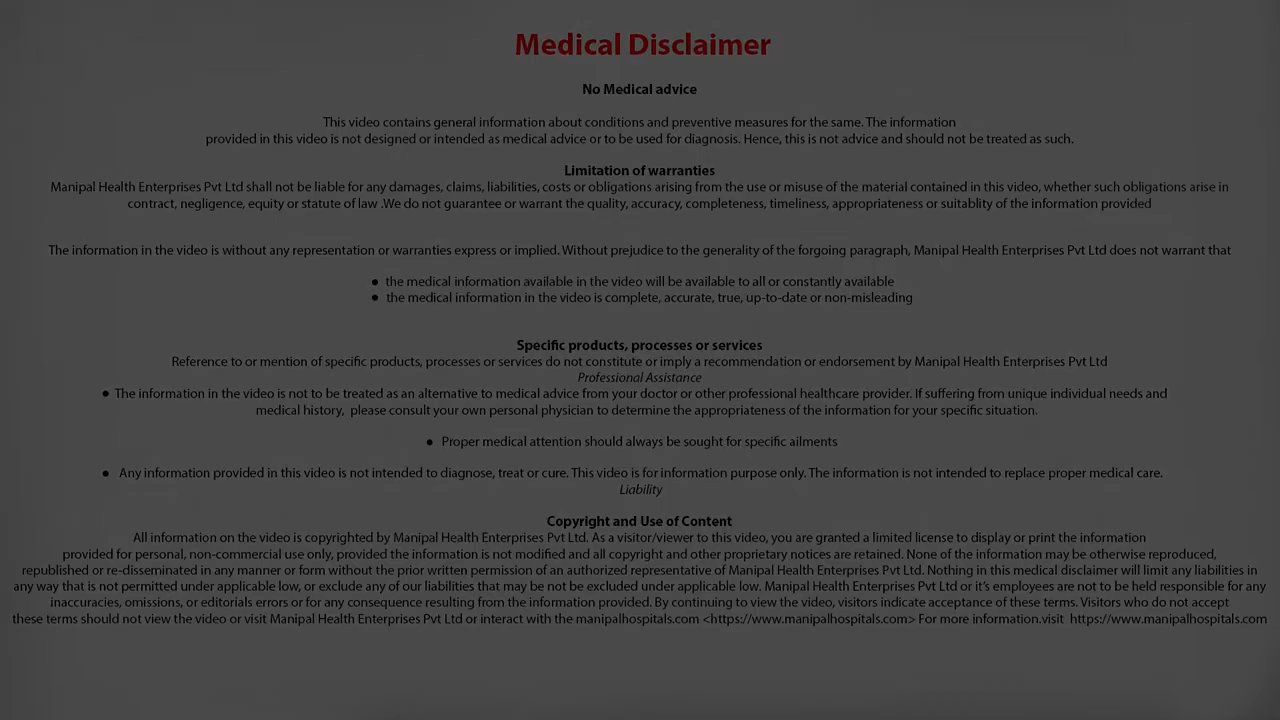 Medical Disclaimer
No Medical advice
This video contains general information about conditions and preventive measures for the same. The information
provided in this video is not designed or intended as medical advice or to be used for diagnosis. Hence, this is not advice and should not be treated as such.
Limitation of warranties
Manipal Health Enterprises Pvt Ltd shall not be liable for any damages, claims, liabilities, costs or obligations arising from the use or misuse of the material contained in this video, whether such obligations arise in
contract, negligence, equity or statute of law .We do not guarantee or warrant the quality, accuracy, completeness, timeliness, appropriateness or suitablity of the information provided
The information in the video is without any representation or warranties express or implied. Without prejudice to the generality of the forgoing paragraph, Manipal Health Enterprises Pvt Ltd does not warrant that
● the medical information available in the video will be available to all or constantly available
● the medical information in the video is complete, accurate, true, up-to-date or non-misleading
Specific products, processes or services
Reference to or mention of specific products, processes or services do not constitute or imply a recommendation or endorsement by Manipal Health Enterprises Pvt Ltd
Professional Assistance
● The information in the video is not to be treated as an alternative to medical advice from your doctor or other professional healthcare provider. If suffering from unique individual needs and
medical history, please consult your own personal physician to determine the appropriateness of the information for your specific situation.
● Proper medical attention should always be sought for specific ailments
● Any information provided in this video is not intended to diagnose, treat or cure. This video is for information purpose only. The information is not intended to replace proper medical care.
Liability
Copyright and Use of Content
All information on the video is copyrighted by Manipal Health Enterprises Pvt Ltd. As a visitor/viewer to this video, you are granted a limited license to display or print the information
provided for personal, non-commercial use only, provided the information is not modified and all copyright and other proprietary notices are retained. None of the information may be otherwise reproduced,
republished or re-disseminated in any manner or form without the prior written permission of an authorized representative of Manipal Health Enterprises Pvt Ltd. Nothing in this medical disclaimer will limit any liabilities in
any way that is not permitted under applicable low, or exclude any of our liabilities that may be not be excluded under applicable low. Manipal Health Enterprises Pvt Ltd or it's employees are not to be held responsible for any
inaccuracies, omissions, or editorials errors or for any consequence resulting from the information provided. By continuing to view the video, visitors indicate acceptance of these terms. Visitors who do not accept
these terms should not view the video or visit Manipal Health Enterprises Pvt Ltd or interact with the manipalhospitals.com <https://www.manipalhospitals.com> For more information.visit https://www.manipalhospitals.com